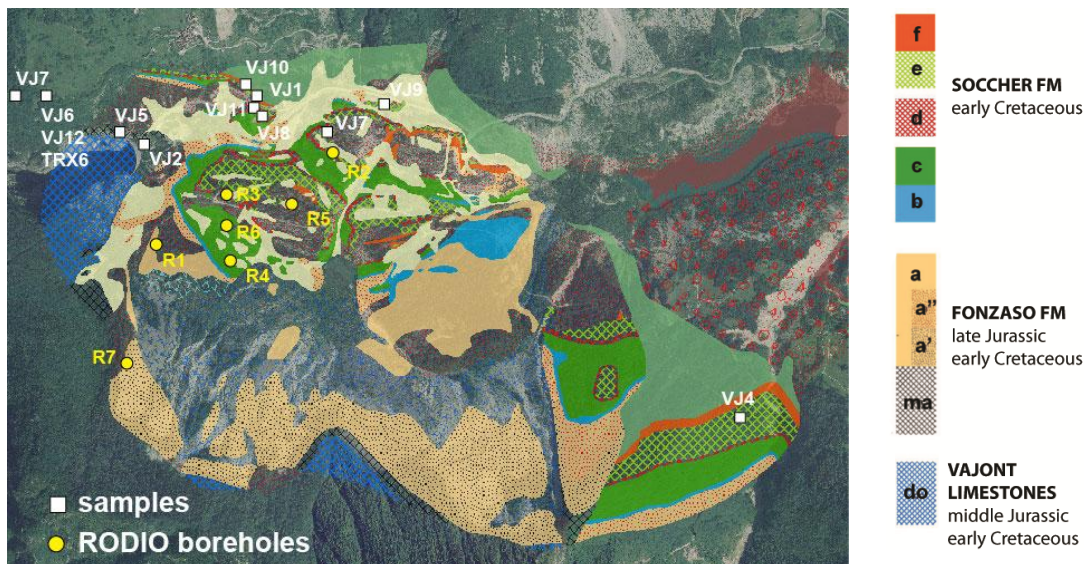 VJ10
VJ7
VJ1
VJ9
VJ6
VJ11
VJ5
VJ8
VJ7
VJ12
VJ2
TRX6
R2
R3
R5
R6
R1
R4
R7
VJ4
samples
RODIO boreholes
f
e
SOCCHER FM
early Cretaceous
d
c
b
a
a"
FONZASO FM
late Jurassic
a'
early Cretaceous
ma
VAJONT
do
LIMESTONES
middle Jurassic
early Cretaceous